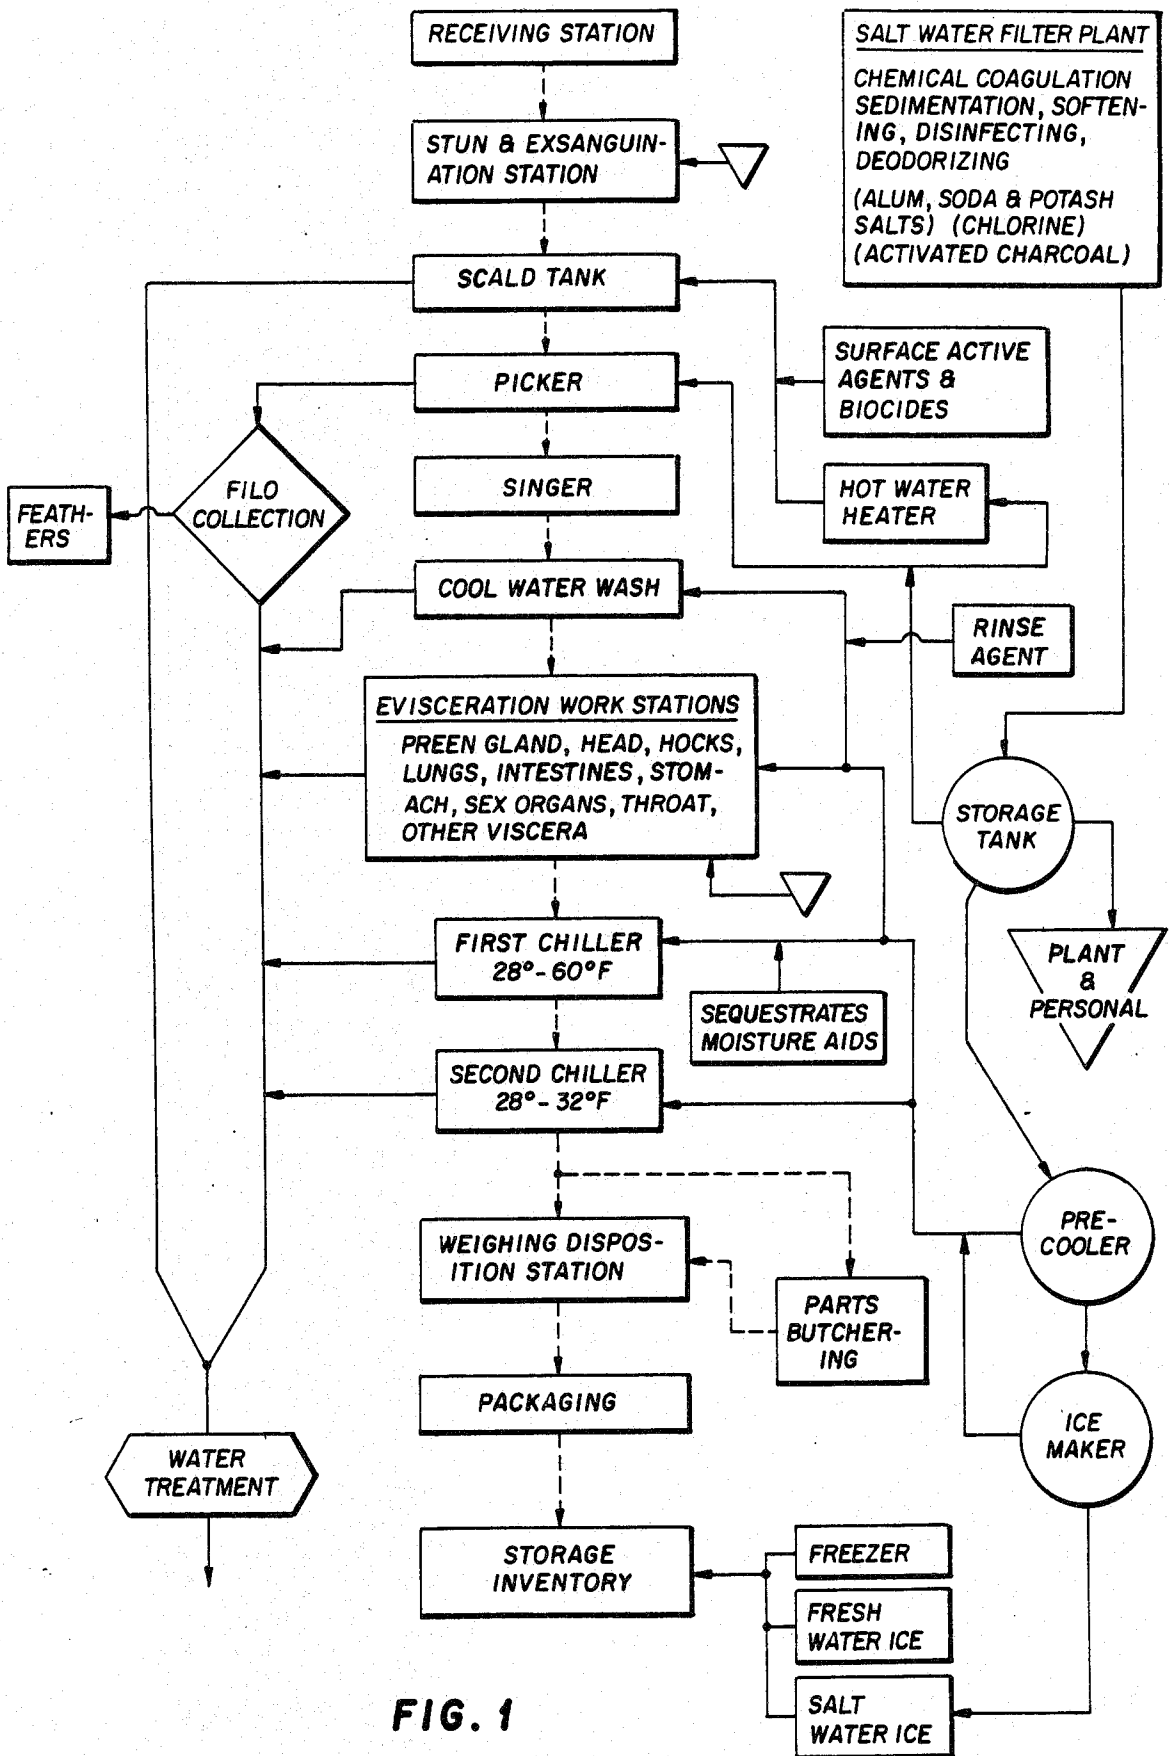 RECEIVING STATION
SALT WATER FILTER PLANT
CHEMICAL COAGULATION
SEDIMENTATION, SOFTEN-
ING, DISINFECTING,
DEODORIZING
(ALUM, SODA & POTASH
SALTS) (CHLORINE)
(ACTIVATED CHARCOAL)
STUN & EXSANGUIN-
ATION STATION
SCALD TANK
SURFACE ACTIVE
AGENTS &
BIOCIDES
PICKER
SINGER
HOT WATER
HEATER
FILO
COLLECTION
FEATH-
ERS
COOL WATER WASH
RINSE
AGENT
EVISCERATION WORK STATIONS
PREEN GLAND, HEAD, HOCKS,
LUNGS, INTESTINES, STOM-
ACH, SEX ORGANS, THROAT,
OTHER VISCERA
STORAGE
TANK
FIRST CHILLER
28°-60°F
PLANT
&
PERSONAL
SEQUESTRATES
MOISTURE AIDS
SECOND CHILLER
28°-32°F
WEIGHING DISPOS-
ITION STATION
PRE-
COOLER
PARTS
BUTCHER-
ING
PACKAGING
ICE
MAKER
WATER
TREATMENT
STORAGE
INVENTORY
FREEZER
FRESH
WATER ICE
SALT
WATER ICE
FIG. 1